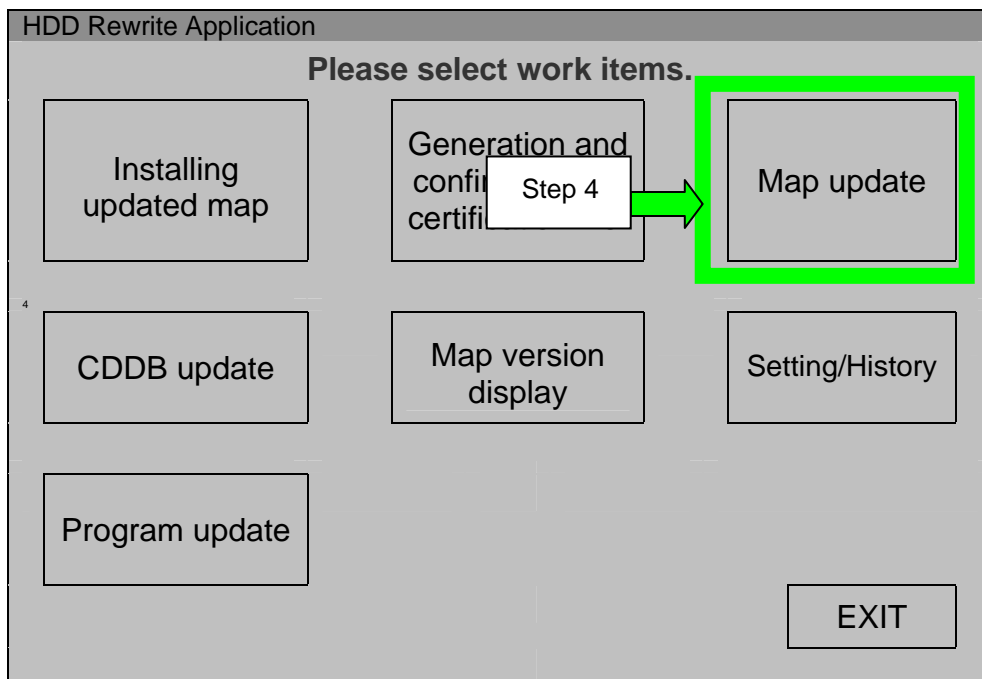 HDD Rewrite Application
Please select work items.
Installing
updated map
Generation and
Step 4
Map update
4
CDDB update
Map version
display
Setting/History
Program update
EXIT